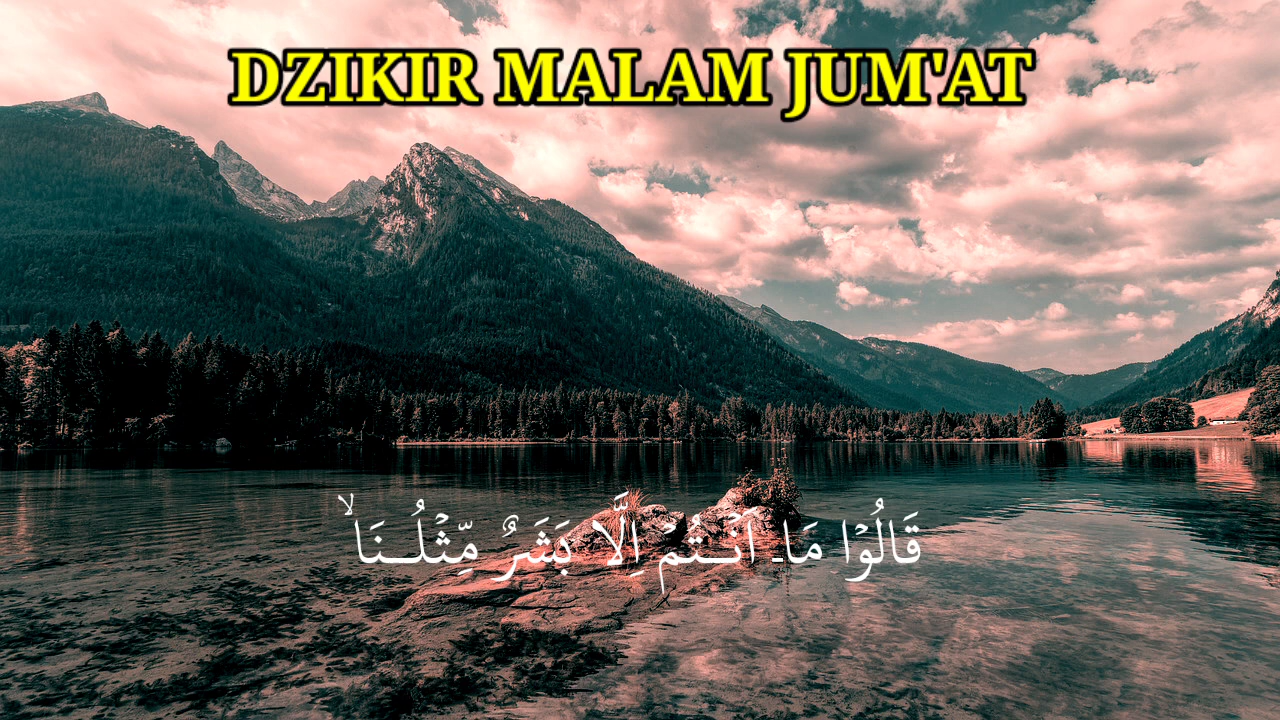 DZIKIR MALAM JUM'AT
قَالُوْا مَاۤ اَنْـتُمْ اِلَّا بَشَرٌ مِّثْلُـنَا ۙ